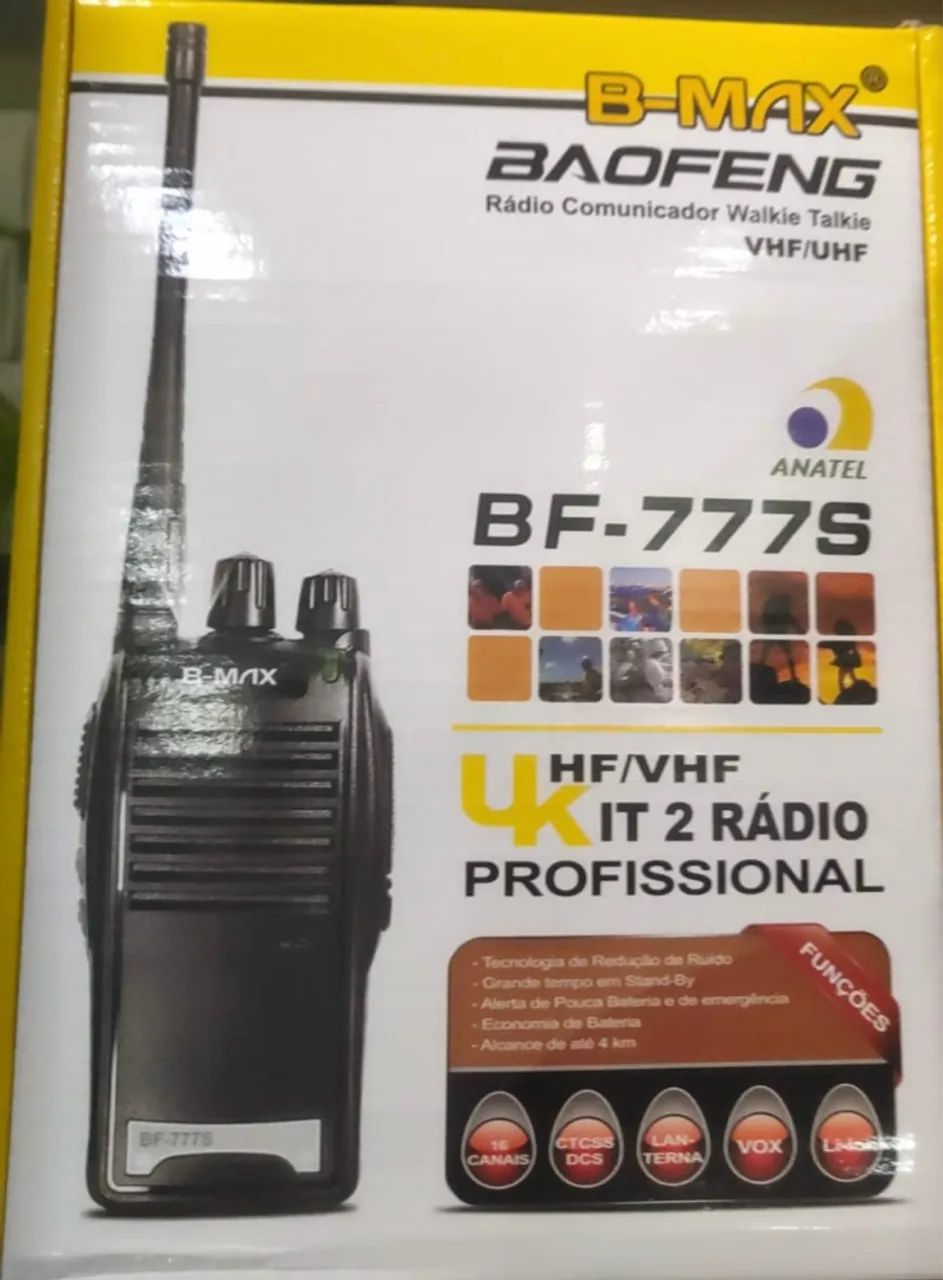 B-MAX®
BAOFENG
Rádio Comunicador Walkie Talkie
VHF/UHF
ANATEL
BF-777S
B-MAX
UHF/VHF
KIT 2 RÁDIO
PROFISSIONAL
FUNÇÕES
- Tecnologia de Redução de Ruido
- Grande tempo em Stand-By
- Alerta de Pouca Bateria e de emergência
- Economia de Bateria
- Alcance de até 4 km
BF-777S
16
CANAIS
CTCSS
DCS
LAN-
TERNA
VOX